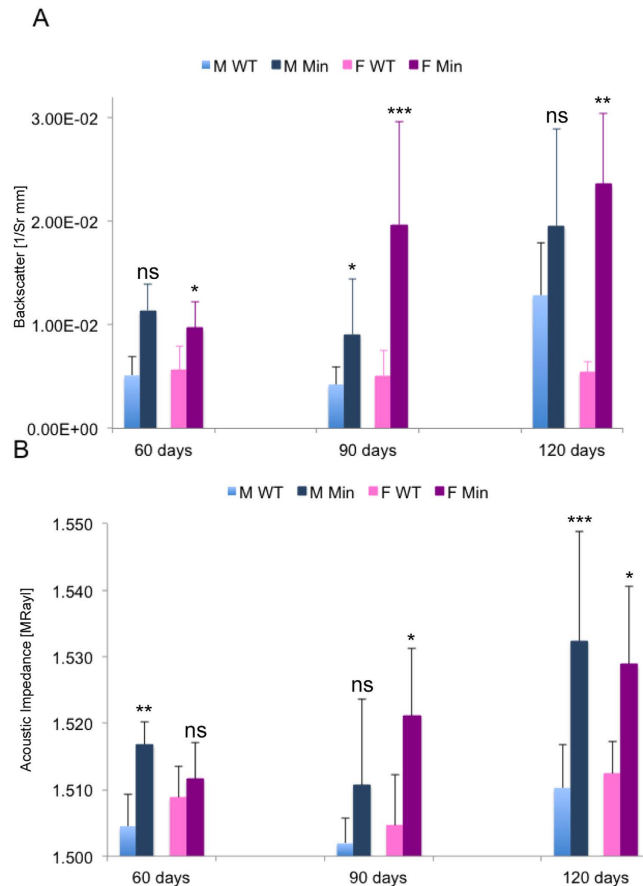 A
M WT M Min F WT F Min
3.00E-02
2.00E-02
1.00E-02
0.00E+00
Backscatter [1/Sr mm]
ns * * *** ns **
60 days 90 days 120 days
B
M WT M Min F WT F Min
1.550
1.540
1.530
1.520
1.510
1.500
Acoustic Impedance [MRayl]
** ns ns * *** *
60 days 90 days 120 days